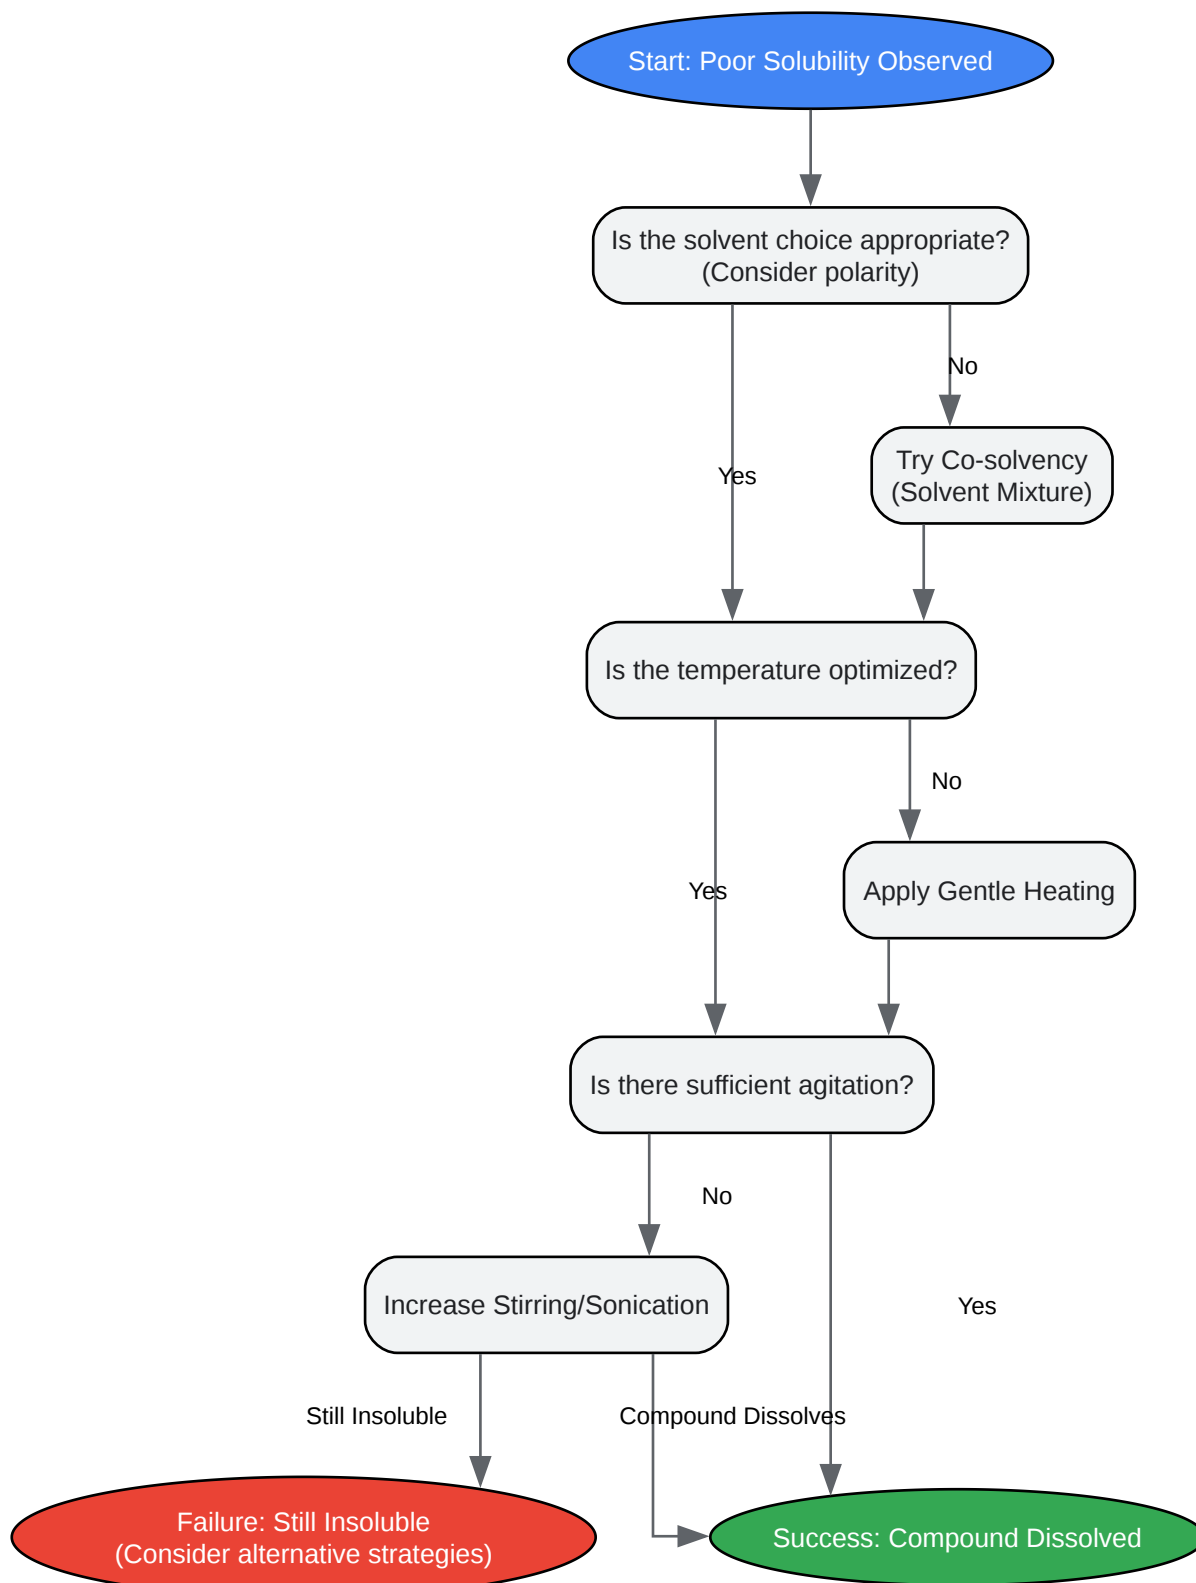 Start: Poor Solubility Observed
Is the solvent choice appropriate?
(Consider polarity)
No
Try Co-solvency
(Solvent Mixture)
Yes
Is the temperature optimized?
No
Apply Gentle Heating
Yes
Is there sufficient agitation?
No
Increase Stirring/Sonication
Yes
Still Insoluble
Compound Dissolves
Failure: Still Insoluble
(Consider alternative strategies)
Success: Compound Dissolved